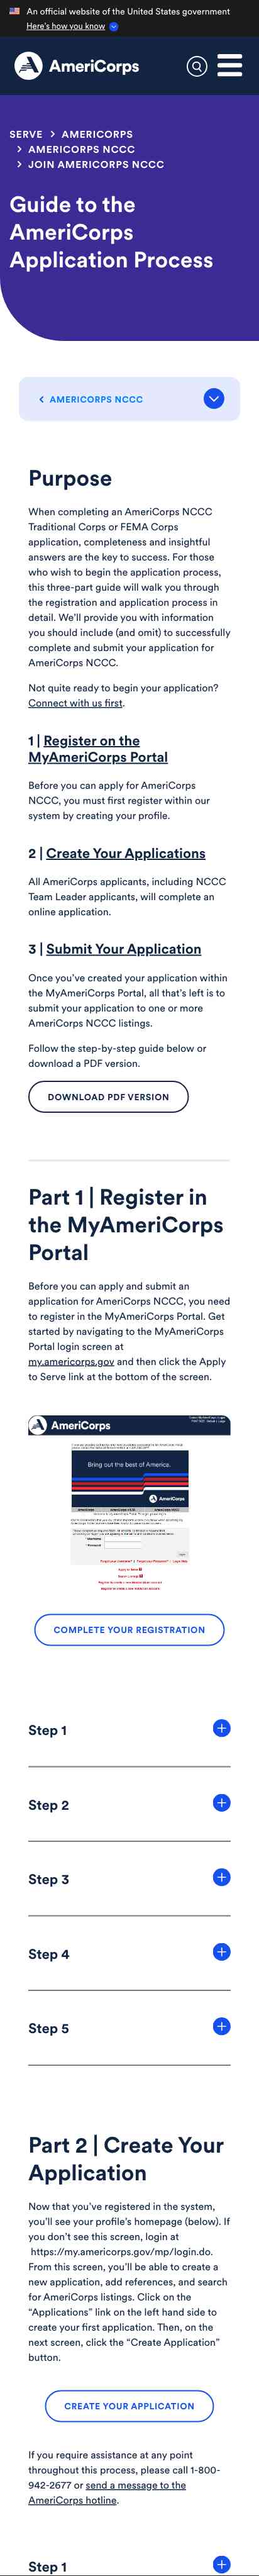 An official website of the United States government
Here's how you know
AmeriCorps
SERVE > AMERICORPS
> AMERICORPS NCCC
> JOIN AMERICORPS NCCC
Guide to the
AmeriCorps
Application Process
< AMERICORPS NCCC
Purpose
When completing an AmeriCorps NCCC
Traditional Corps or FEMA Corps
application, completeness and insightful
answers are the key to success. For those
who wish to begin the application process,
this three-part guide will walk you through
the registration and application process in
detail. We'll provide you with information
you should include (and omit) to successfully
complete and submit your application for
AmeriCorps NCCC.
Not quite ready to begin your application?
Connect with us first.
1 | Register on the
MyAmeriCorps Portal
Before you can apply for AmeriCorps
NCCC, you must first register within our
system by creating your profile.
2 | Create Your Applications
All AmeriCorps applicants, including NCCC
Team Leader applicants, will complete an
online application.
3 | Submit Your Application
Once you've created your application within
the MyAmeriCorps Portal, all that's left is to
submit your application to one or more
AmeriCorps NCCC listings.
Follow the step-by-step guide below or
download a PDF version.
DOWNLOAD PDF VERSION
Part 1 | Register in
the MyAmeriCorps
Portal
Before you can apply and submit an
application for AmeriCorps NCCC, you need
to register in the MyAmeriCorps Portal. Get
started by navigating to the MyAmeriCorps
Portal login screen at
my.americorps.gov and then click the Apply
to Serve link at the bottom of the screen.
AmeriCorps
Bring out the best of America.
AmeriCorps
COMPLETE YOUR REGISTRATION
Step 1
Step 2
Step 3
Step 4
Step 5
Part 2 | Create Your
Application
Now that you've registered in the system,
you'll see your profile's homepage (below). If
you don't see this screen, login at
https://my.americorps.gov/mp/login.do.
From this screen, you'll be able to create a
new application, add references, and search
for AmeriCorps listings. Click on the
"Applications" link on the left hand side to
create your first application. Then, on the
next screen, click the "Create Application"
button.
CREATE YOUR APPLICATION
If you require assistance at any point
throughout this process, please call 1-800-
942-2677 or send a message to the
AmeriCorps hotline.
Step 1